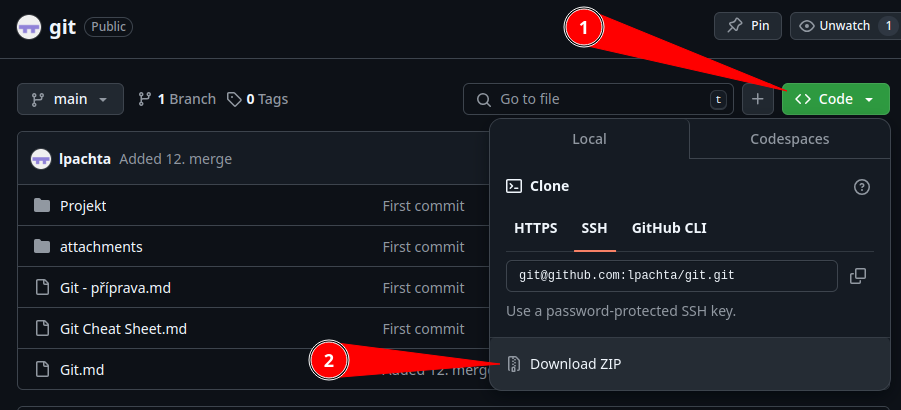 git Public
Pin
Unwatch 1
1
main
1 Branch
0 Tags
Go to file t
Code
Local
Codespaces
lpachta Added 12. merge
Clone
Projekt First commit
HTTPS SSH GitHub CLI
attachments First commit
git@github.com:lpachta/git.git
Git - příprava.md First commit
Use a password-protected SSH key.
Git Cheat Sheet.md First commit
2
Download ZIP
Git.md Added 12. merge